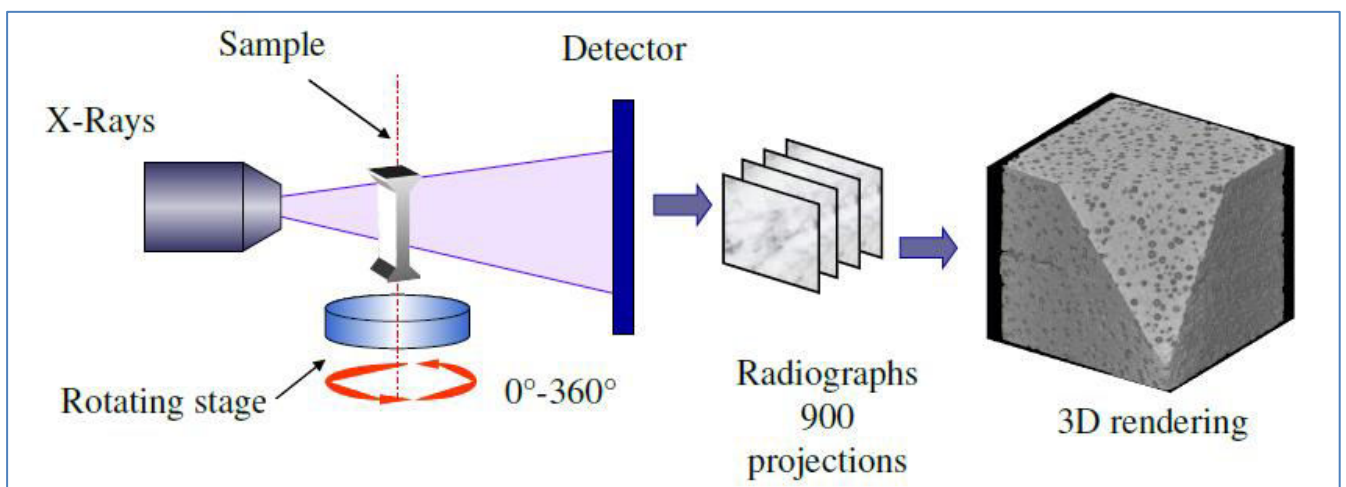 Sample
Detector
X-Rays
Rotating stage
0°-360°
Radiographs
900
projections
3D rendering